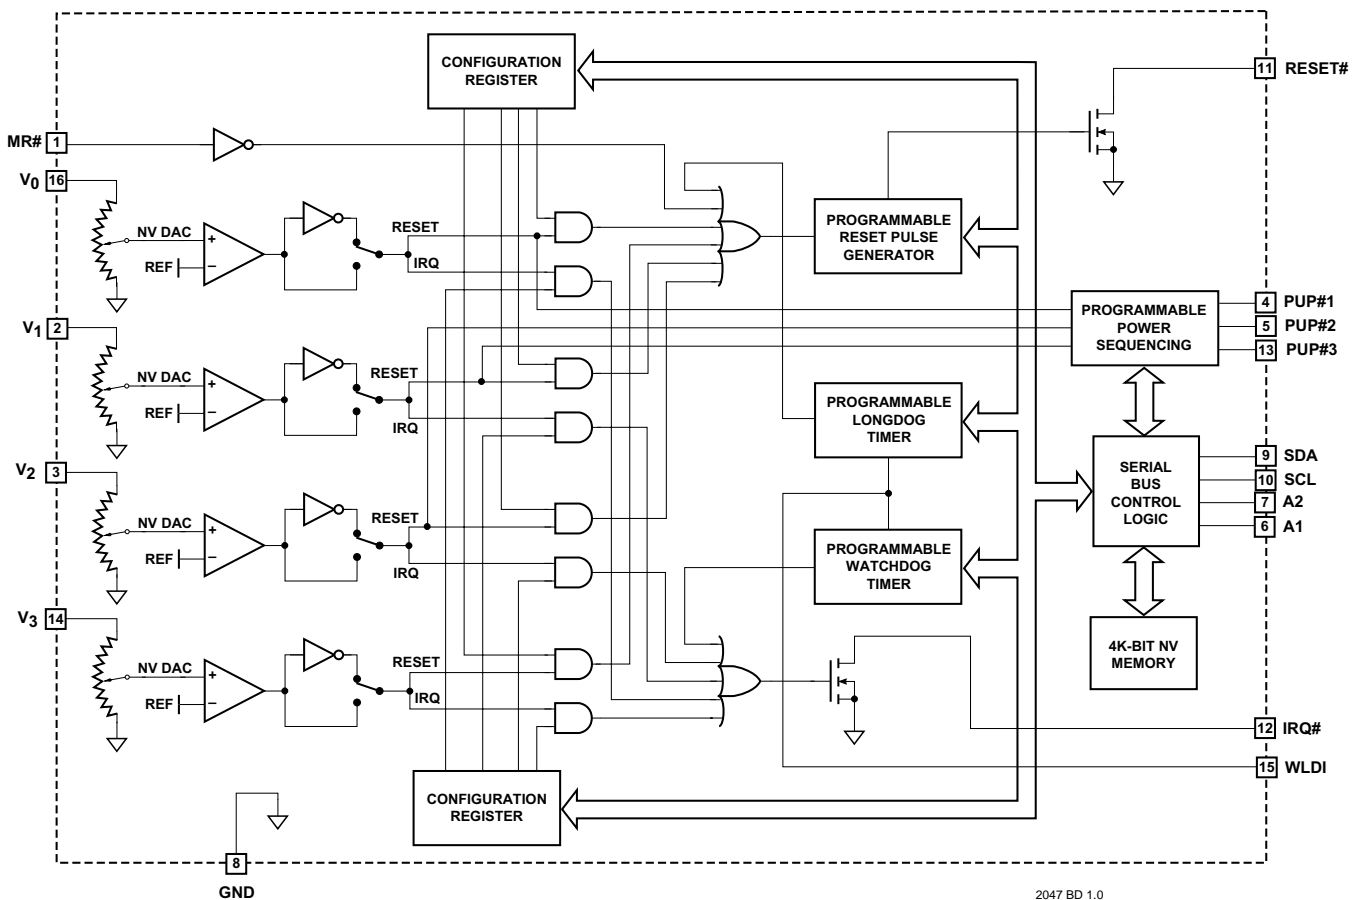 CONFIGURATION
REGISTER
11 RESET#
MR# 1
V0 16
NV DAC
+
REF
–
RESET
IRQ
PROGRAMMABLE
RESET PULSE
GENERATOR
PROGRAMMABLE
POWER
SEQUENCING
4 PUP#1
5 PUP#2
13 PUP#3
V1 2
NV DAC
+
REF
–
RESET
IRQ
PROGRAMMABLE
LONGDOG
TIMER
SERIAL
BUS
CONTROL
LOGIC
9 SDA
10 SCL
7 A2
6 A1
V2 3
NV DAC
+
REF
–
RESET
IRQ
PROGRAMMABLE
WATCHDOG
TIMER
4K-BIT NV
MEMORY
V3 14
NV DAC
+
REF
–
RESET
IRQ
12 IRQ#
15 WLDI
CONFIGURATION
REGISTER
8
GND
2047 BD 1.0